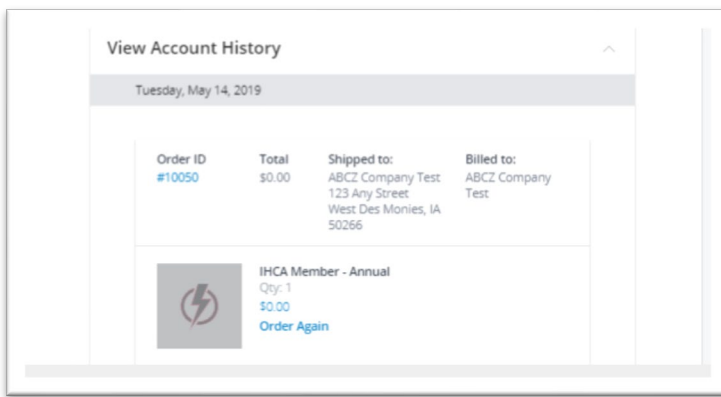 View Account History
Tuesday, May 14, 2019
Order ID Total Shipped to: Billed to:
#10050 $0.00 ABCZ Company Test ABCZ Company
123 Any Street Test
West Des Monies, IA
50266
IHCA Member - Annual
Qty: 1
$0.00
Order Again